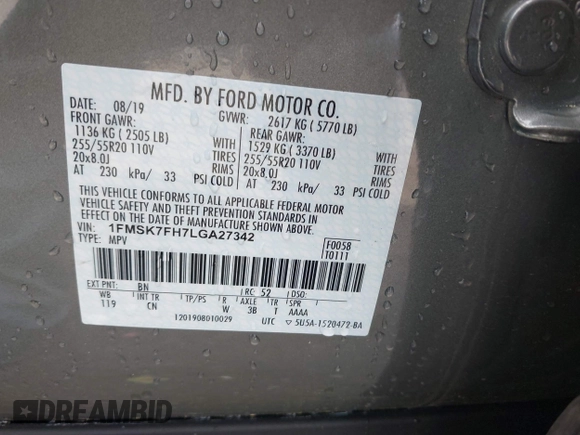 MFD. BY FORD MOTOR CO.
DATE: 08/19 GVWR: 2617 KG ( 5770 LB)
FRONT GAWR: REAR GAWR:
1136 KG ( 2505 LB) WITH 1529 KG ( 3370 LB) WITH
255/55R20 110V TIRES 255/55R20 110V TIRES
20x8.0J RIMS 20x8.0J RIMS
AT 230 kPa/ 33 PSI COLD AT 230 kPa/ 33 PSI COLD
THIS VEHICLE CONFORMS TO ALL APPLICABLE FEDERAL MOTOR
VEHICLE SAFETY AND THEFT PREVENTION STANDARDS IN
EFFECT ON THE DATE OF MANUFACTURE SHOWN ABOVE.
VIN: 1FMSK7FH7LGA27342 F0058
TYPE: MPV T0111
EXT PNT: BN RC: 52 DSO:
WB INT TR TP/PS R AXLE TR SPR
119 CN W 3B T AAAA
1201908010029 UTC ▽ 5U5A-1520472-BA
DREAMBID